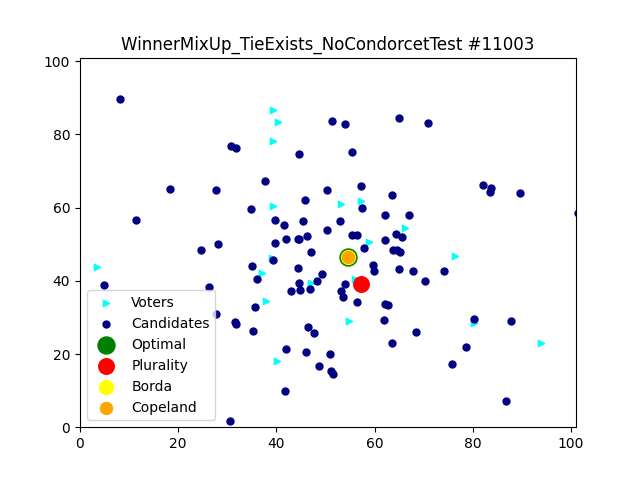 WinnerMixUp_TieExists_NoCondorcetTest #11003
100
80
60
40
20
0
0 20 40 60 80 100
Voters
Candidates
Optimal
Plurality
Borda
Copeland